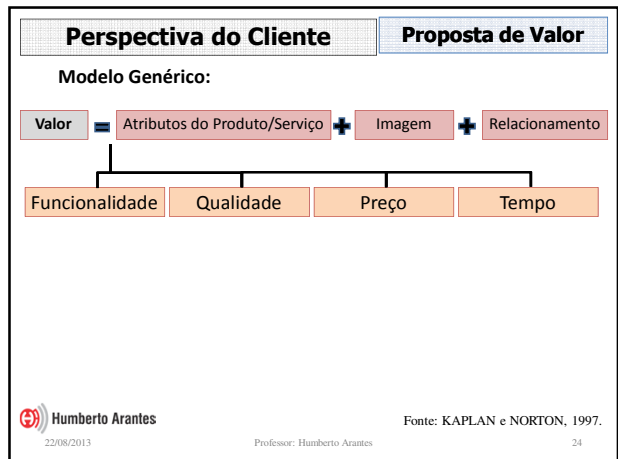 Perspectiva do Cliente Proposta de Valor
Modelo Genérico:
Valor = Atributos do Produto/Serviço + Imagem + Relacionamento
Funcionalidade Qualidade Preço Tempo
Humberto Arantes Fonte: KAPLAN e NORTON, 1997.
22/08/2013 Professor: Humberto Arantes 24